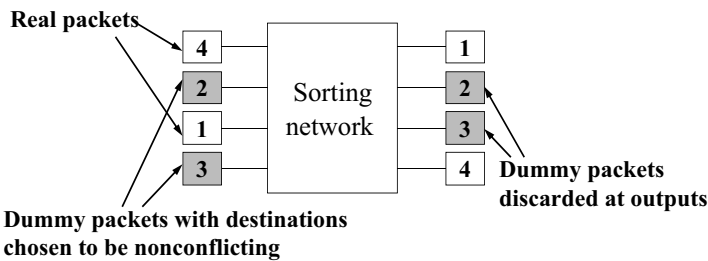 Real packets
4
1
2
Sorting
2
1
network
3
3
4
Dummy packets
discarded at outputs
Dummy packets with destinations
chosen to be nonconflicting